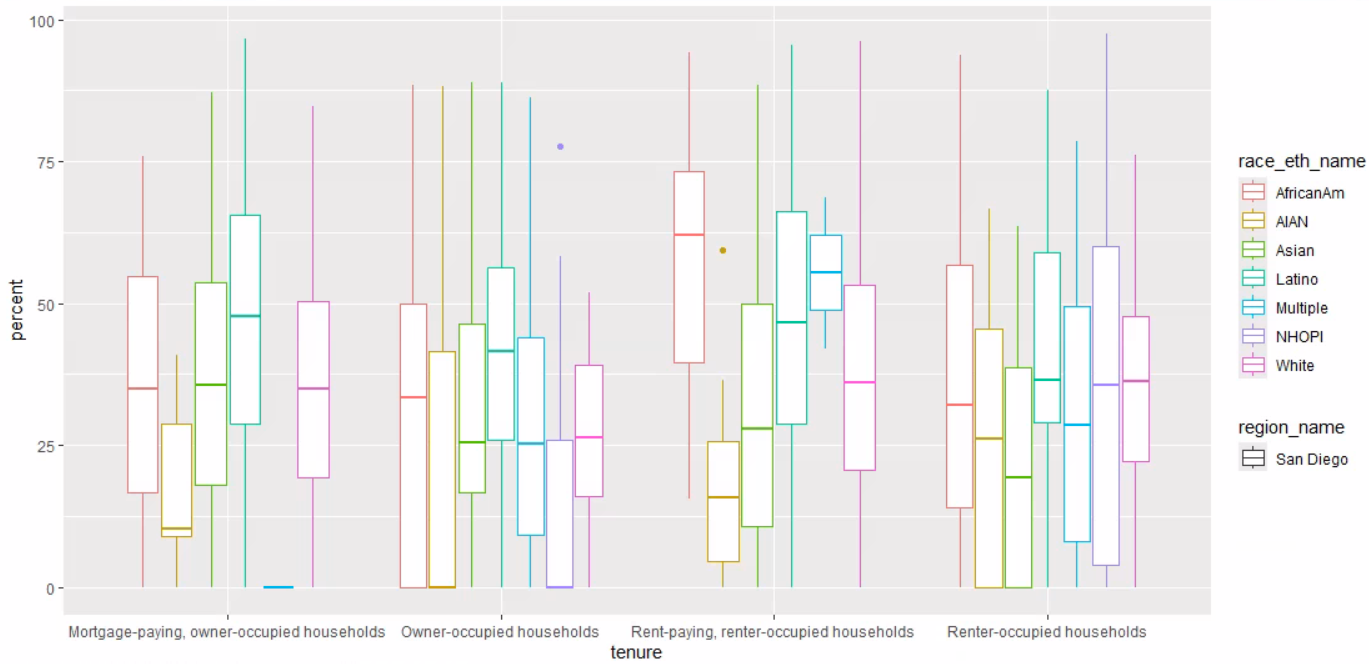 100
75
50
25
0
percent
Mortgage-paying, owner-occupied households
Owner-occupied households
Rent-paying, renter-occupied households
Renter-occupied households
tenure
race_eth_name
AfricanAm
AIAN
Asian
Latino
Multiple
NHOPI
White
region_name
San Diego